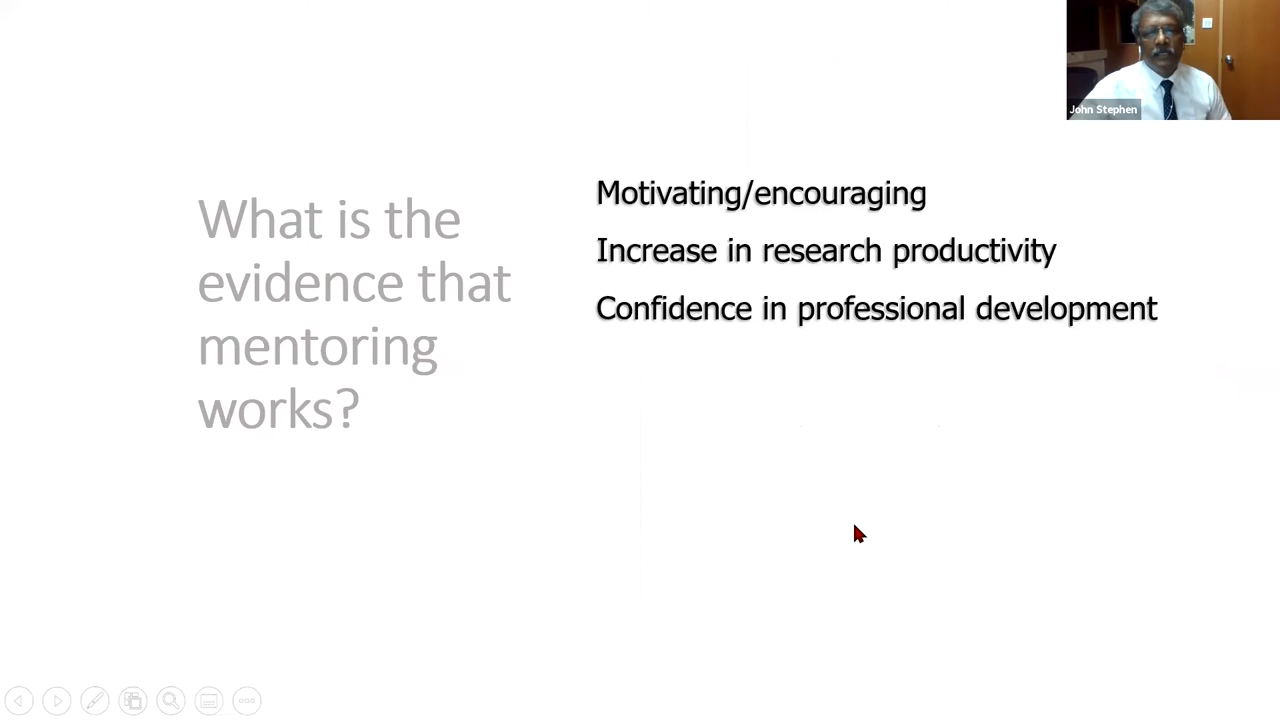 John Stephen
What is the
evidence that
mentoring
works?
Motivating/encouraging
Increase in research productivity
Confidence in professional development